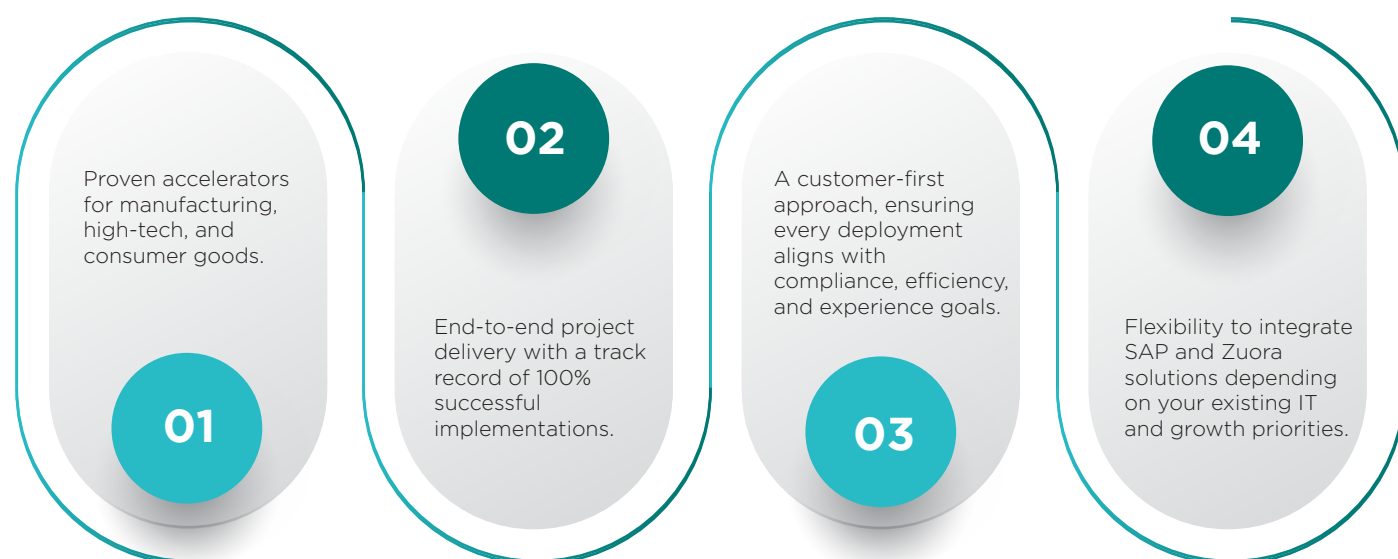 Proven accelerators
for manufacturing,
high-tech, and
consumer goods.
01
02
End-to-end project
delivery with a track
record of 100%
successful
implementations.
A customer-first
approach, ensuring
every deployment
aligns with
compliance, efficiency,
and experience goals.
03
04
Flexibility to integrate
SAP and Zuora
solutions depending
on your existing IT
and growth priorities.